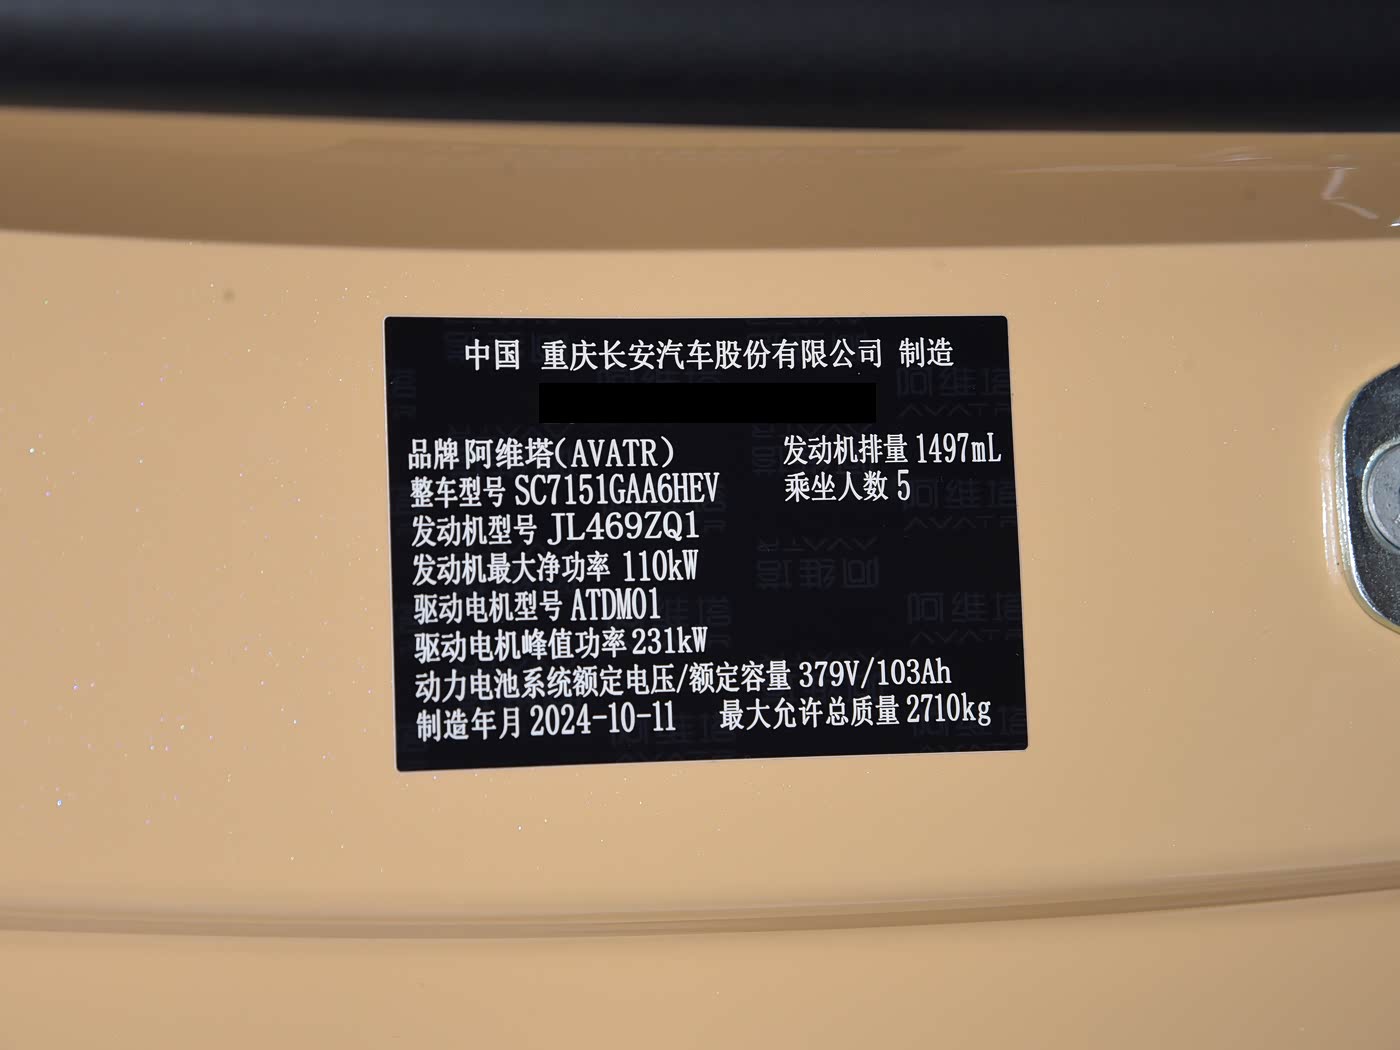 中国 重庆长安汽车股份有限公司 制造
品牌 阿维塔(AVATR) 发动机排量 1497mL
整车型号 SC7151GAA6HEV 乘坐人数 5
发动机型号 JL469ZQ1
发动机最大净功率 110kW
驱动电机型号 ATDM01
驱动电机峰值功率 231kW
动力电池系统额定电压/额定容量 379V/103Ah
制造年月 2024-10-11 最大允许总质量 2710kg